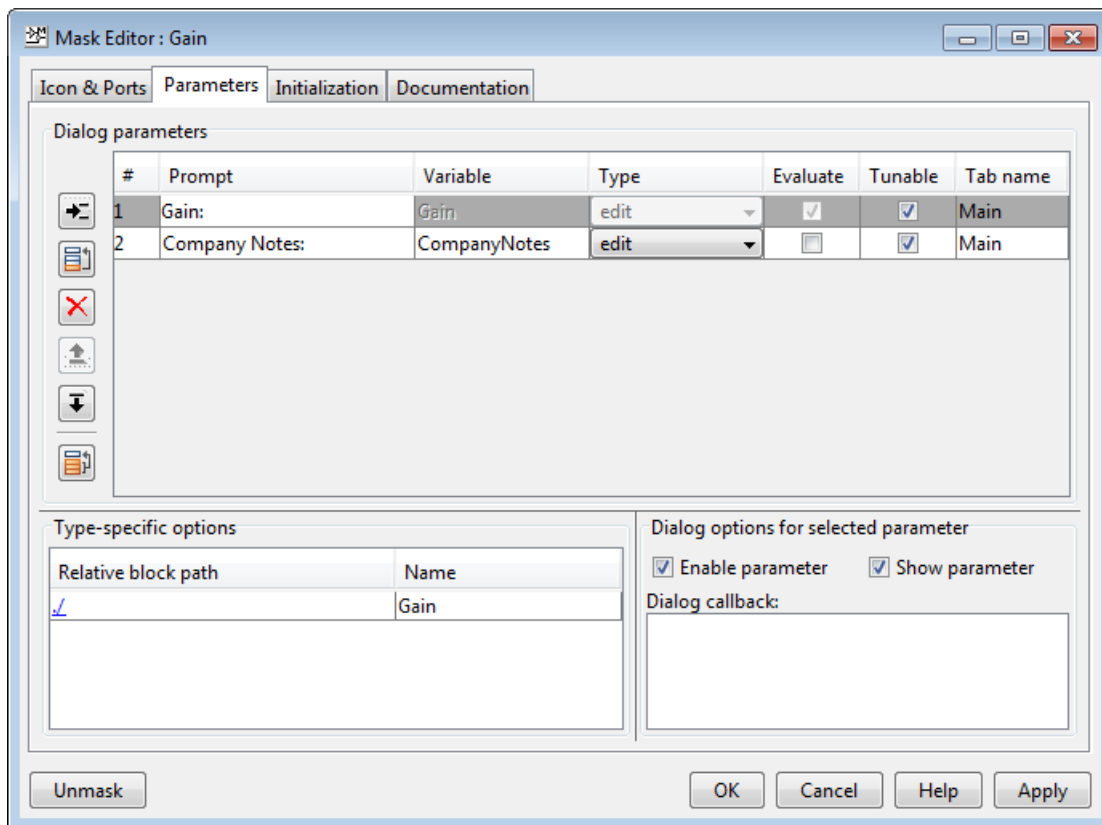 Mask Editor : Gain
Icon & Ports Parameters Initialization Documentation
Dialog parameters
# Prompt Variable Type Evaluate Tunable Tab name
1 Gain: Gain edit Main
2 Company Notes: CompanyNotes edit Main
Type-specific options
Relative block path Name
./ Gain
Dialog options for selected parameter
Enable parameter Show parameter
Dialog callback:
Unmask OK Cancel Help Apply